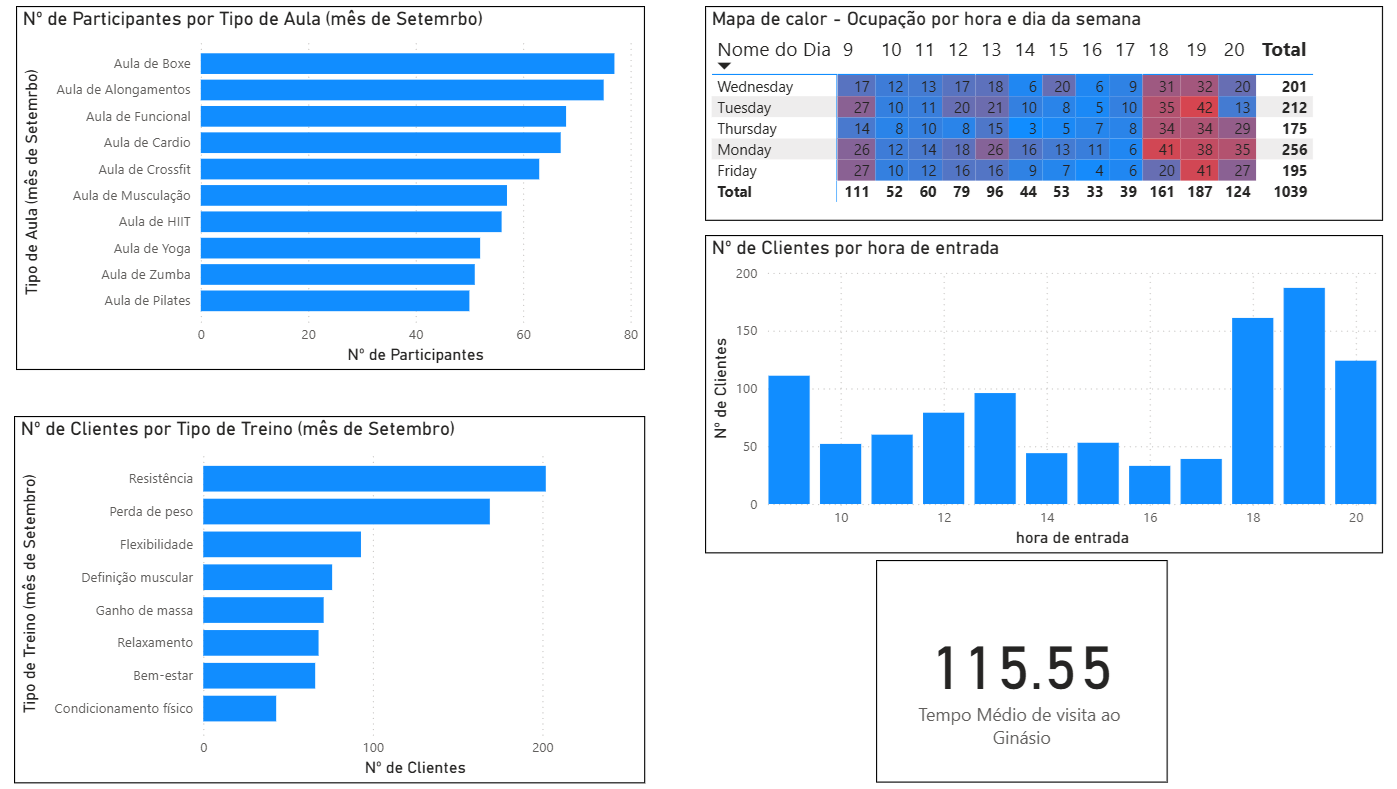 Nº de Participantes por Tipo de Aula (mês de Setemrbo)
Tipo de Aula (mês de Setemrbo)
Aula de Boxe
Aula de Alongamentos
Aula de Funcional
Aula de Cardio
Aula de Crossfit
Aula de Musculação
Aula de HIIT
Aula de Yoga
Aula de Zumba
Aula de Pilates
0 20 40 60 80
Nº de Participantes
Nº de Clientes por Tipo de Treino (mês de Setembro)
Tipo de Treino (mês de Setembro)
Resistência
Perda de peso
Flexibilidade
Definição muscular
Ganho de massa
Relaxamento
Bem-estar
Condicionamento físico
0 100 200
Nº de Clientes
Mapa de calor - Ocupação por hora e dia da semana
Nome do Dia 9 10 11 12 13 14 15 16 17 18 19 20 Total
Wednesday 17 12 13 17 18 6 20 6 9 31 32 20 201
Tuesday 27 10 11 20 21 10 8 5 10 35 42 13 212
Thursday 14 8 10 8 15 3 5 7 8 34 34 29 175
Monday 26 12 14 18 26 16 13 11 6 41 38 35 256
Friday 27 10 12 16 16 9 7 4 6 20 41 27 195
Total 111 52 60 79 96 44 53 33 39 161 187 124 1039
Nº de Clientes por hora de entrada
Nº de Clientes
200
150
100
50
0
10 12 14 16 18 20
hora de entrada
115.55
Tempo Médio de visita ao
Ginásio